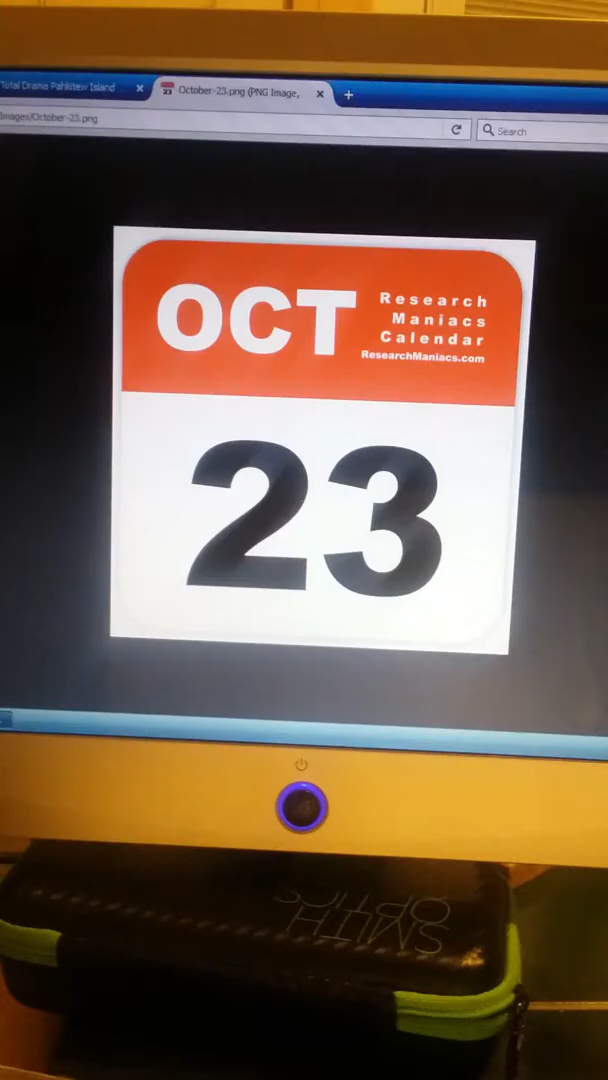 Total Drama Pahkitew Island
October-23.png (PNG Image,
Images/October-23.png
Search
23
OCT
Research
Maniacs
Calendar
ResearchManiacs.com
23
SMITH
OPTICS